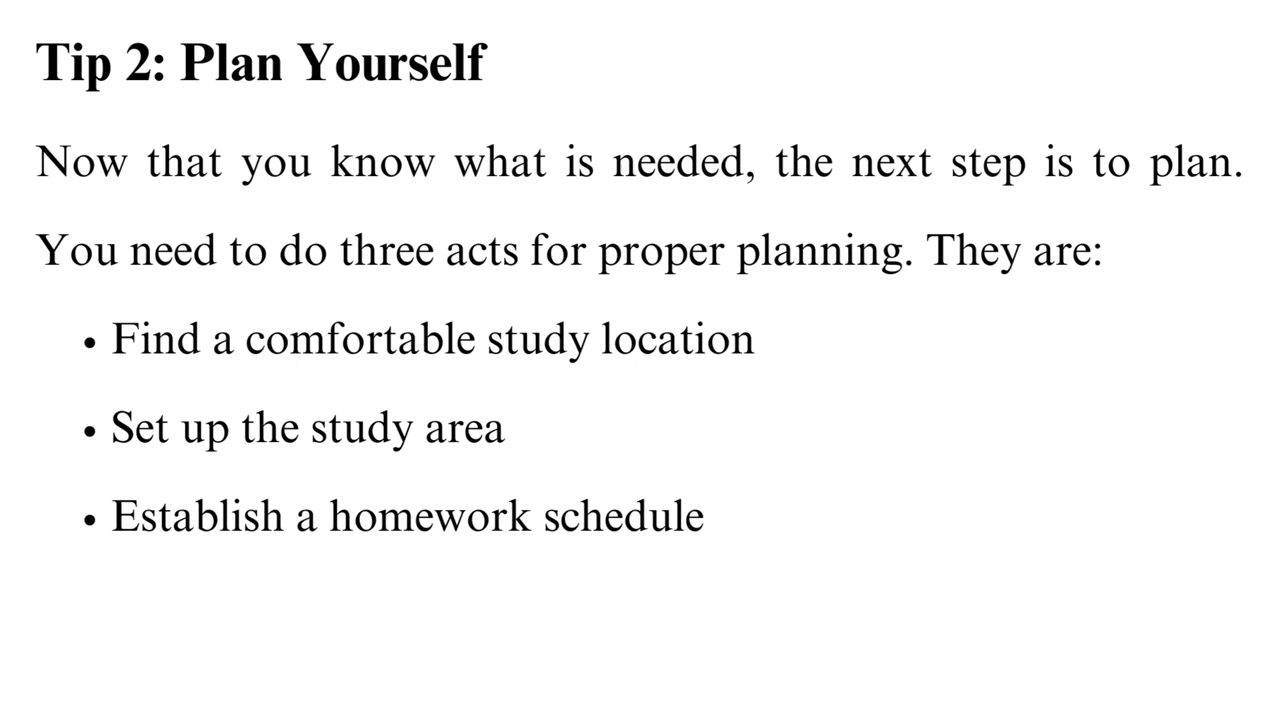 Tip 2: Plan Yourself
Now that you know what is needed, the next step is to plan.
You need to do three acts for proper planning. They are:
• Find a comfortable study location
• Set up the study area
• Establish a homework schedule